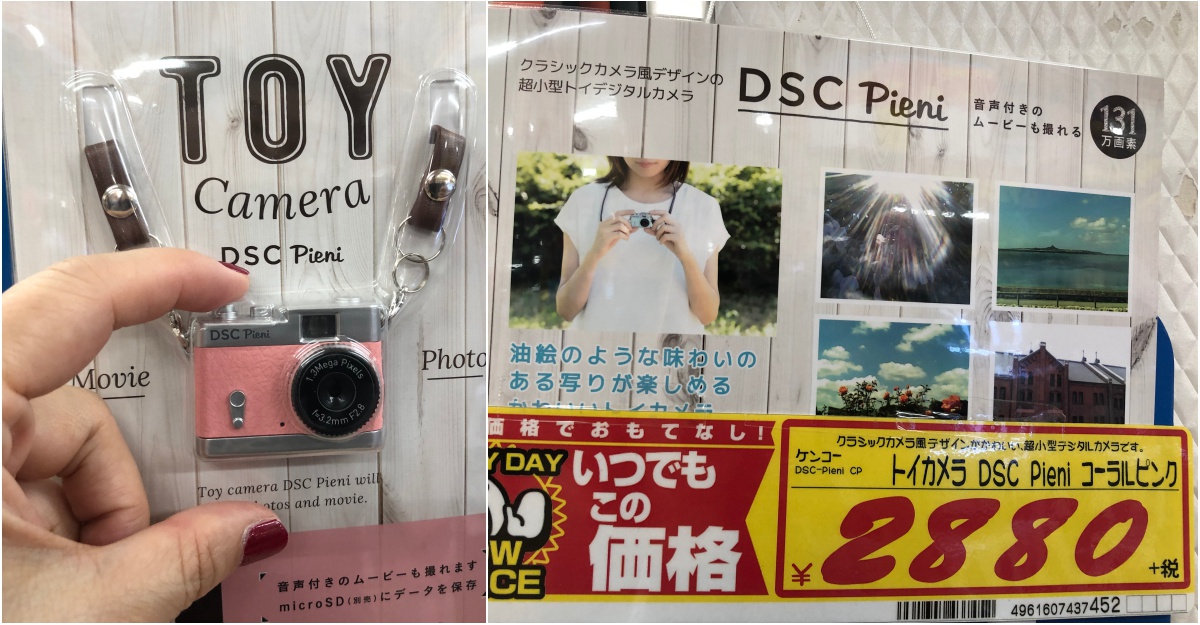 TOY
Camera
DSC Pieni
DSC Pieni
1.3Mega Pixels
f=3.2mm F2.8
Movie
Photo
Toy camera DSC Pieni will
photos and movie.
音声付きのムービーも撮れます
microSD(別売)にデータを保存
クラシックカメラ風デザインの
超小型トイデジタルカメラ
DSC Pieni
音声付きの
ムービーも撮れる
131
万画素
油絵のような味わいの
ある写りが楽しめる
かわいいトイカメラ
価格でおもてなし!
Y DAY
W
CE
いつでも
この
価格
クラシックカメラ風デザインがかわいい、超小型デジタルカメラです。
ケンコー
DSC-Pieni CP
トイカメラ DSC Pieni コーラルピンク
¥2880+税
4961607437452